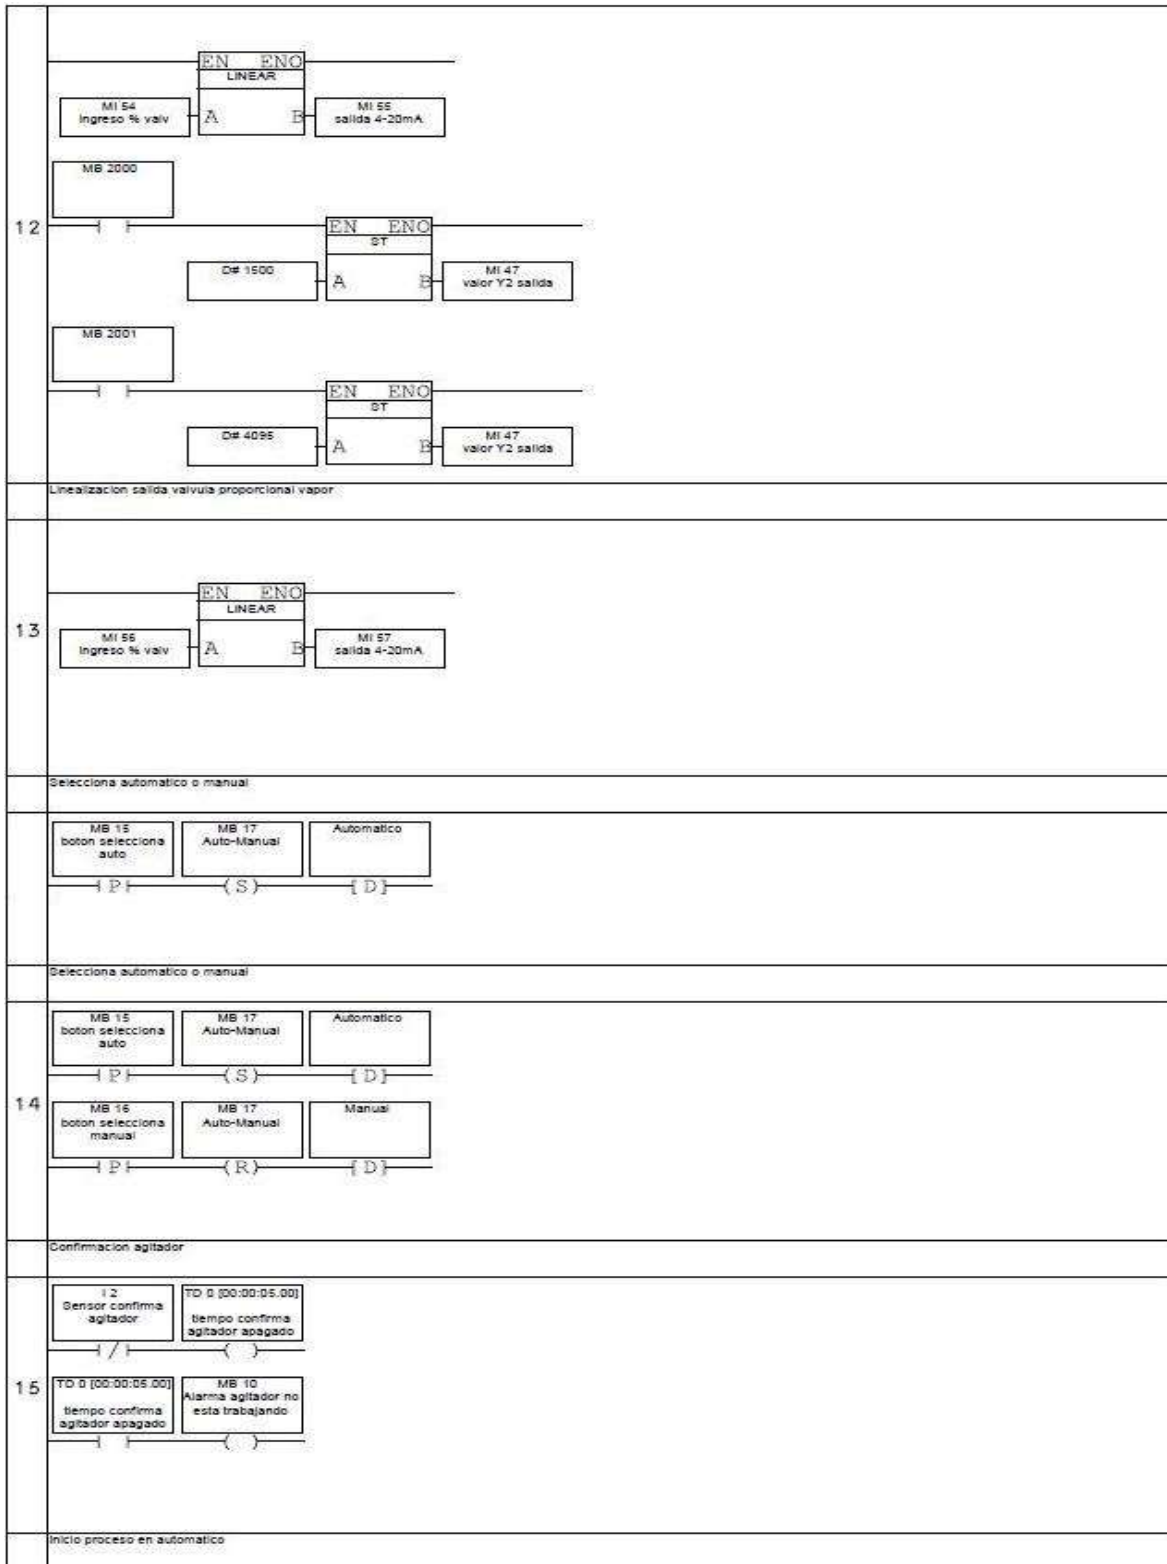 EN ENO
LINEAR
MI 54
Ingreso % valv
A B
MI 55
salida 4-20mA
MB 2000
12
EN ENO
ST
D# 1500
A B
MI 47
valor Y2 salida
MB 2001
EN ENO
ST
D# 4095
A B
MI 47
valor Y2 salida
Linealizacion salida valvula proporcional vapor
EN ENO
LINEAR
13
MI 56
Ingreso % valv
A B
MI 57
salida 4-20mA
Selecciona automatico o manual
MB 15
boton selecciona
auto
MB 17
Auto-Manual
Automatico
P
(S)
[D]
Selecciona automatico o manual
MB 15
boton selecciona
auto
MB 17
Auto-Manual
Automatico
P
(S)
[D]
14
MB 16
boton selecciona
manual
MB 17
Auto-Manual
Manual
P
(R)
[D]
Confirmacion agitador
I 2
Sensor confirma
agitador
TD 0 [00:00:05.00]
tiempo confirma
agitador apagado
15
TD 0 [00:00:05.00]
tiempo confirma
agitador apagado
MB 10
Alarma agitador no
esta trabajando
Inicio proceso en automatico